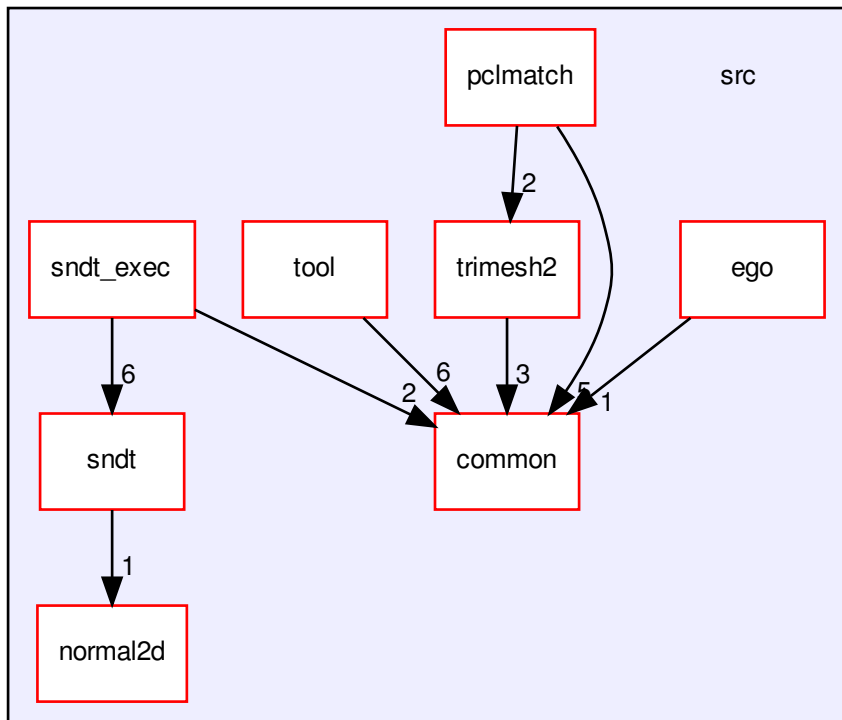 pclmatch
src
2
sndt_exec
tool
trimesh2
ego
6
2
6
3
5
1
sndt
common
1
normal2d